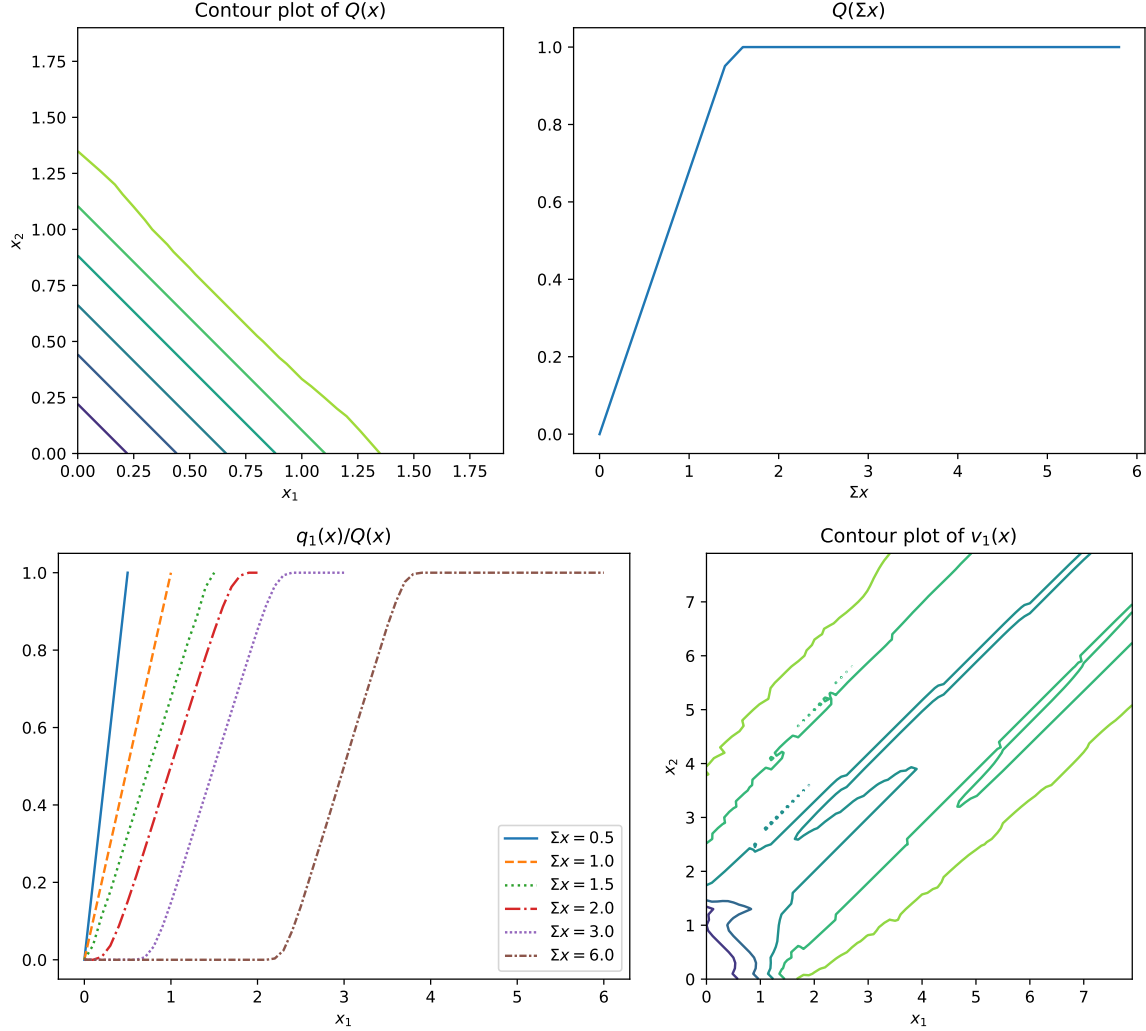 Contour plot of Q(x)
1.75
1.50
1.25
1.00
0.75
0.50
0.25
0.00
x₂
0.00 0.25 0.50 0.75 1.00 1.25 1.50 1.75
x₁
Q(Σx)
1.0
0.8
0.6
0.4
0.2
0.0
0 1 2 3 4 5 6
Σx
q₁(x)/Q(x)
1.0
0.8
0.6
0.4
0.2
0.0
Σx = 0.5
Σx = 1.0
Σx = 1.5
Σx = 2.0
Σx = 3.0
Σx = 6.0
0 1 2 3 4 5 6
x₁
Contour plot of v₁(x)
7
6
5
4
3
2
1
0
x₂
0 1 2 3 4 5 6 7
x₁